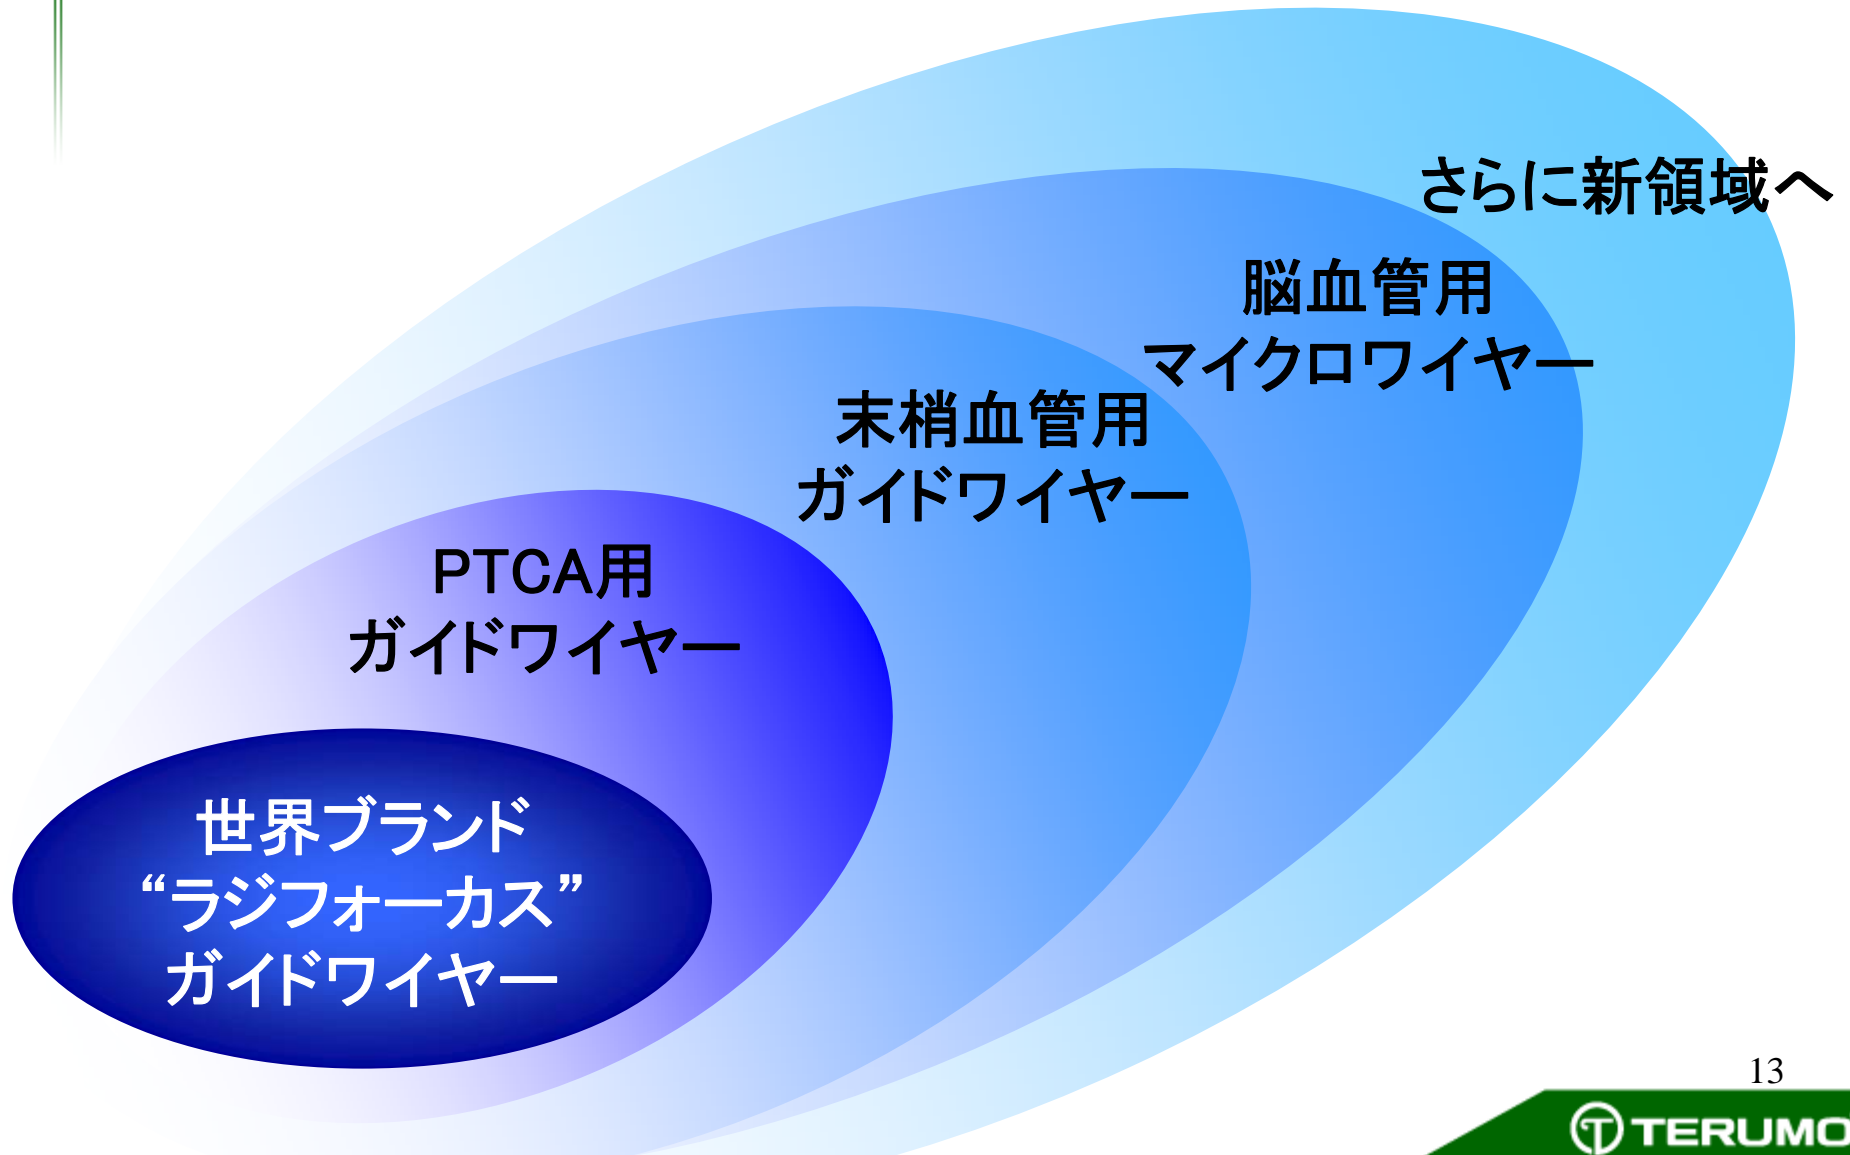 さらに新領域へ
脳血管用
マイクロワイヤー
末梢血管用
ガイドワイヤー
PTCA用
ガイドワイヤー
世界ブランド
“ラジフォーカス”
ガイドワイヤー
13
TERUMO